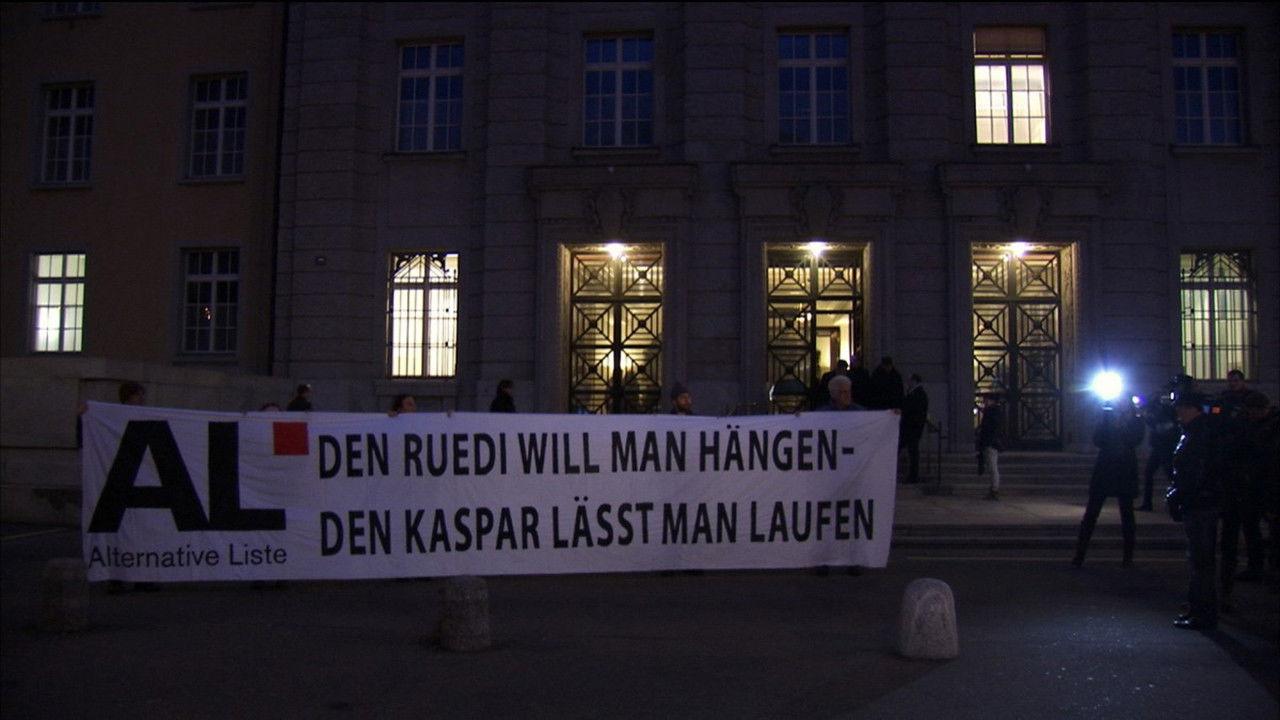 AL
Alternative Liste
DEN RUEDI WILL MAN HÄNGEN-
DEN KASPAR LÄSST MAN LAUFEN